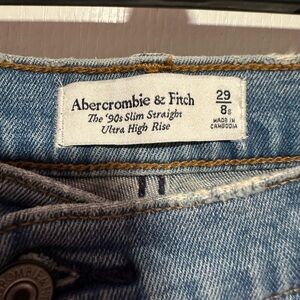 Abercrombie & Fitch
The '90s Slim Straight
Ultra High Rise
29
8S
MADE IN
CAMBODIA